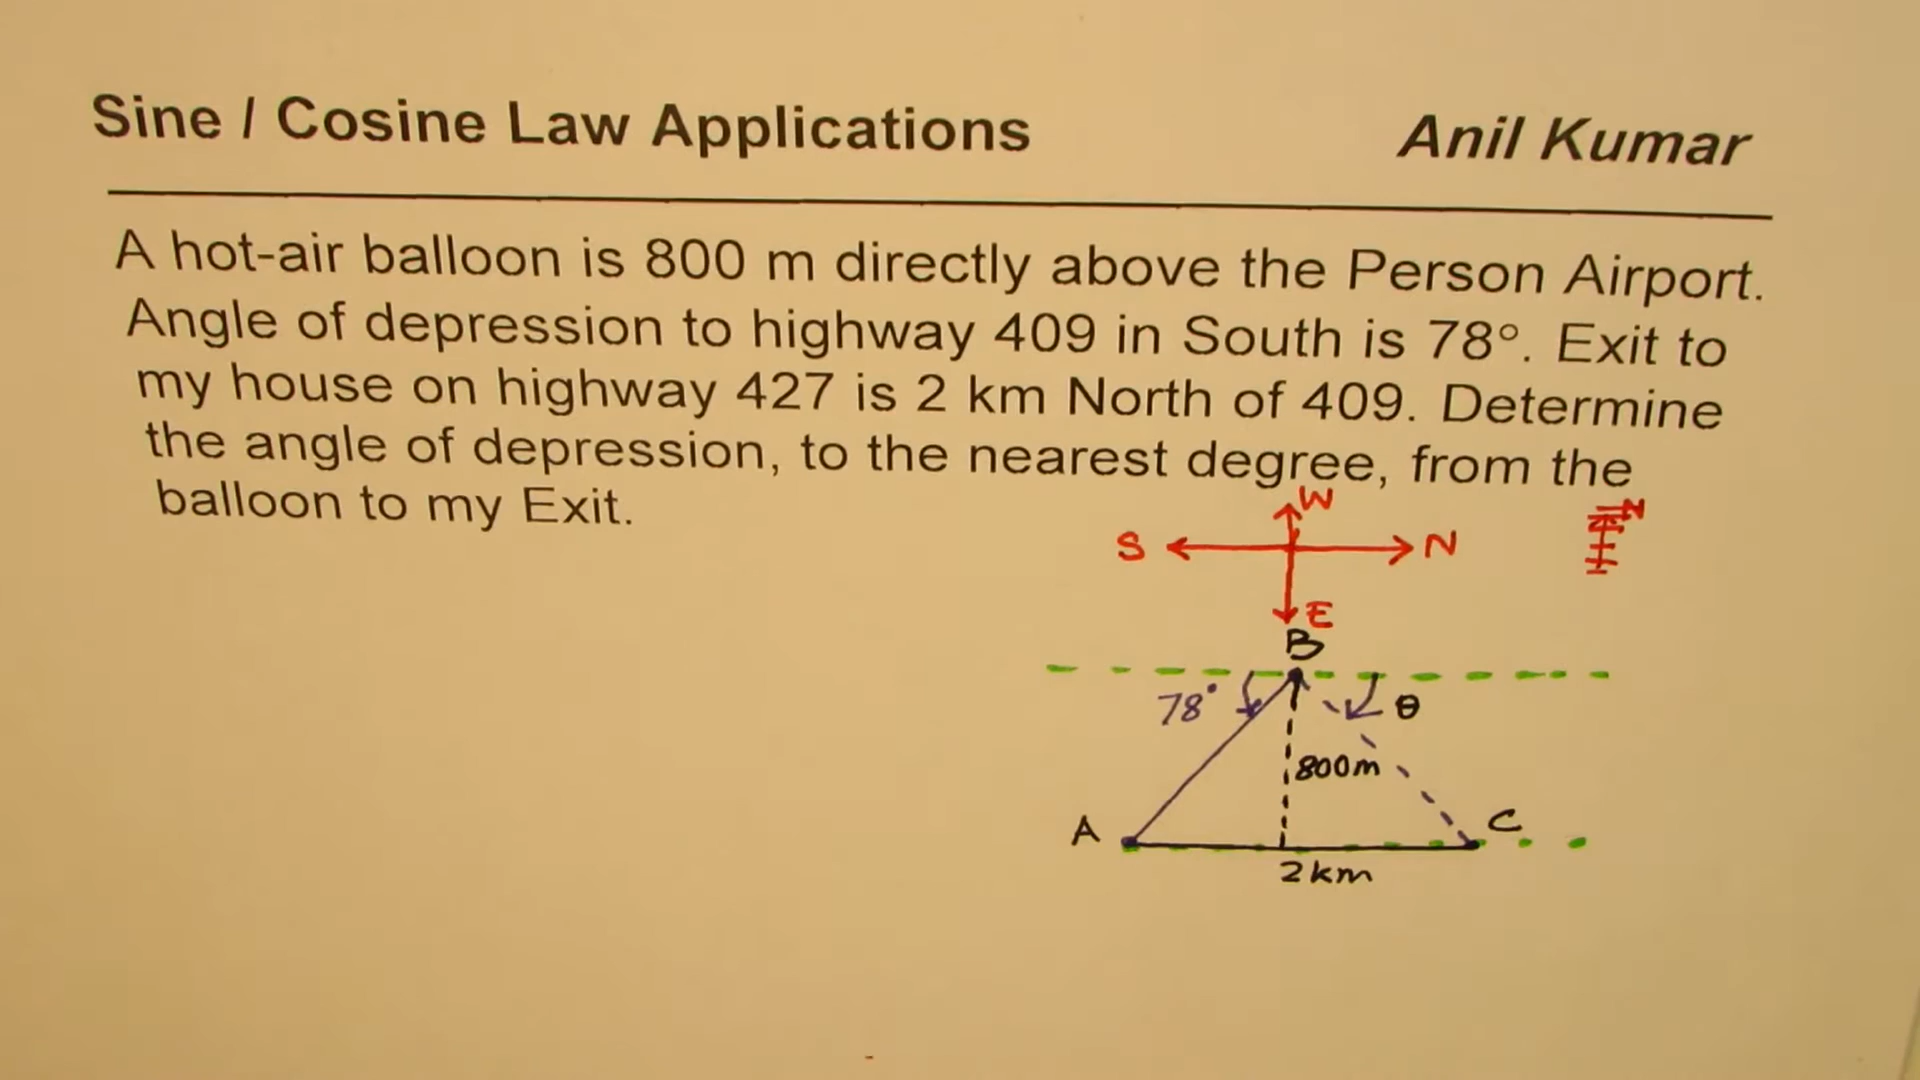 Sine / Cosine Law Applications
Anil Kumar
A hot-air balloon is 800 m directly above the Person Airport.
Angle of depression to highway 409 in South is 78°. Exit to
my house on highway 427 is 2 km North of 409. Determine
the angle of depression, to the nearest degree, from the
balloon to my Exit.
W
N
S
N
E
B
78°
θ
800m
A
C
2km